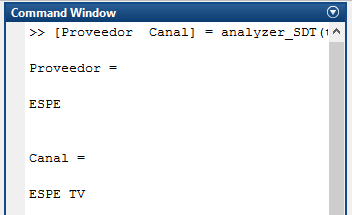 Command Window
>> [Proveedor  Canal] = analyzer_SDT(
Proveedor =
ESPE
Canal =
ESPE TV